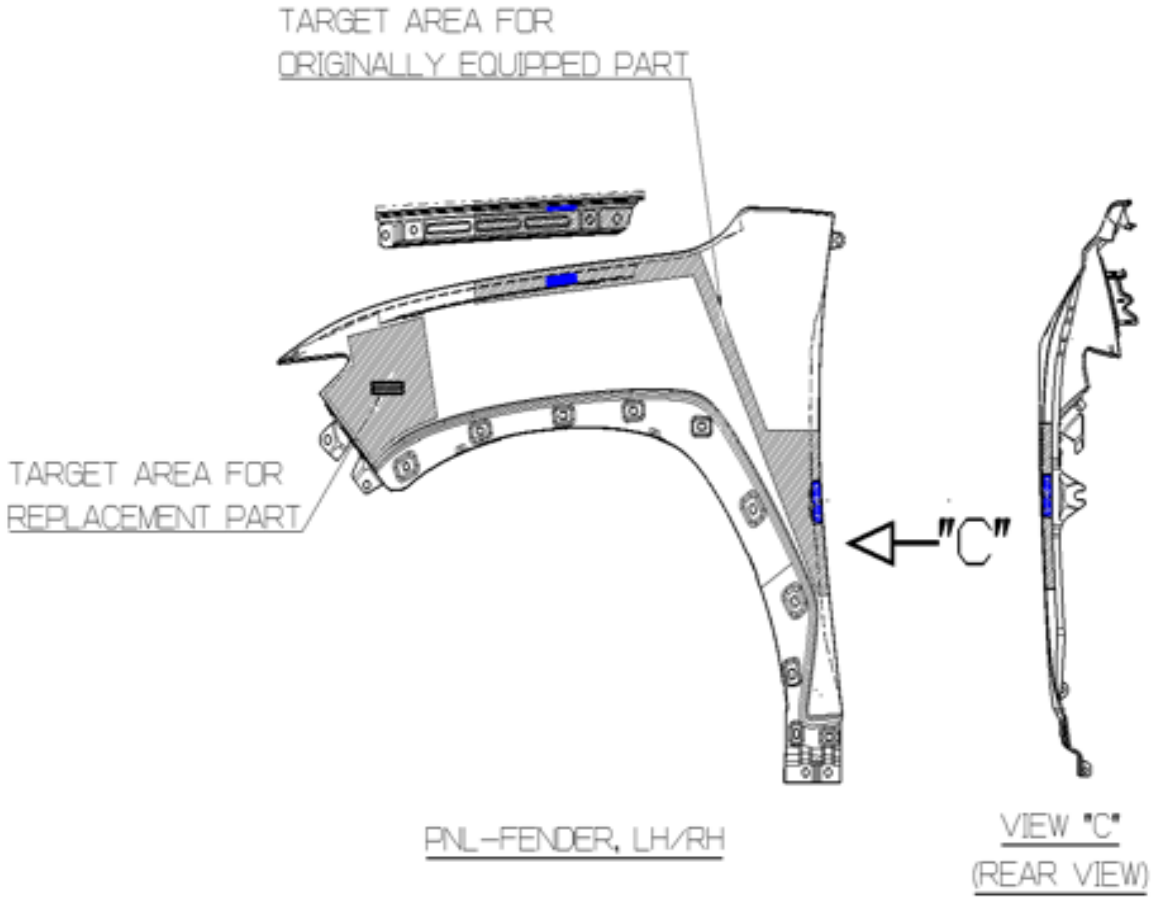 TARGET AREA FOR
ORIGINALLY EQUIPPED PART
TARGET AREA FOR
REPLACEMENT PART
"C"
PNL-FENDER, LH/RH
VIEW "C"
(REAR VIEW)